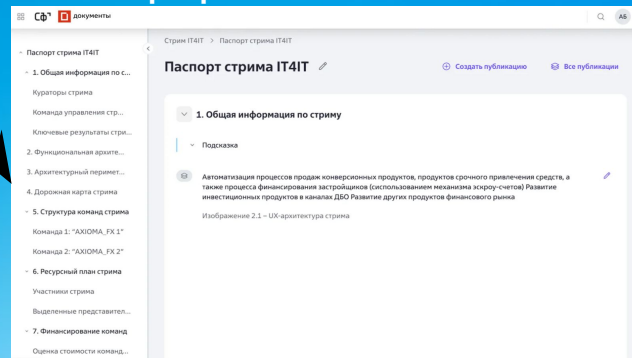 Сф
документы
АБ
Паспорт стрима IT4IT
1. Общая информация по с...
Кураторы стрима
Команда управления стр...
Ключевые результаты стри...
2. Функциональная архите...
3. Архитектурный перимет...
4. Дорожная карта стрима
5. Структура команд стрима
Команда 1: "AXIOMA_FX 1"
Команда 2: "AXIOMA_FX 2"
6. Ресурсный план стрима
Участники стрима
Выделенные представител...
7. Финансирование команд
Оценка стоимости команд...
Стрим IT4IT > Паспорт стрима IT4IT
Паспорт стрима IT4IT
Создать публикацию
Все публикации
1. Общая информация по стриму
Подсказка
Автоматизация процессов продаж конверсионных продуктов, продуктов срочного привлечения средств, а
также процесса финансирования застройщиков (сиспользованием механизма эскроу-счетов) Развитие
инвестиционных продуктов в каналах ДБО Развитие других продуктов финансового рынка
Изображение 2.1 – UX-архитектура стрима